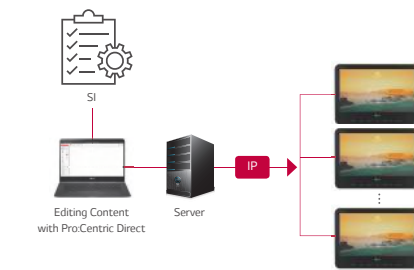 SI
IP
Editing Content
with Pro:Centric Direct
Server